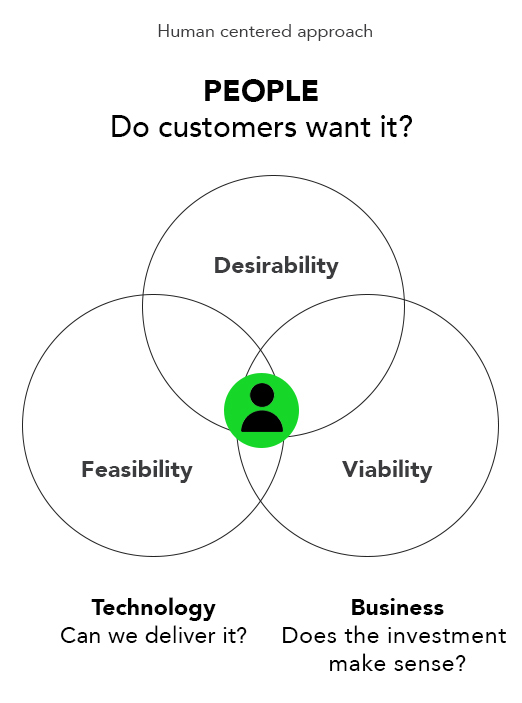 Human centered approach
PEOPLE
Do customers want it?
Desirability
Feasibility
Viability
Technology
Can we deliver it?
Business
Does the investment
make sense?